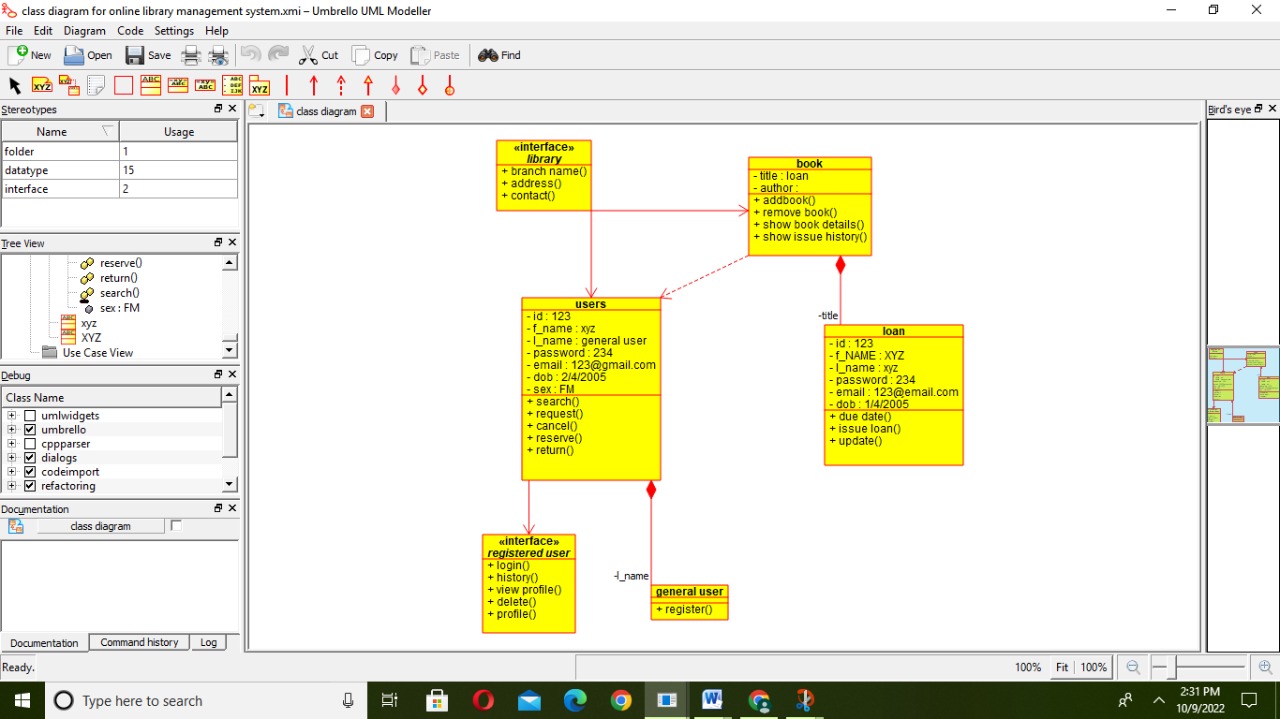 class diagram for online library management system.xmi – Umbrello UML Modeller
File Edit Diagram Code Settings Help
New Open Save Cut Copy Paste Find
XYZ ABC xyABC xyABC ABC DEF XYZ
Stereotypes
Name Usage
folder 1
datatype 15
interface 2
Tree View
reserve()
return()
search()
sex : FM
xyz
XYZ
Use Case View
Debug
Class Name
umlwidgets
umbrello
cppparser
dialogs
codeimport
refactoring
Documentation
class diagram
Documentation Command history Log
Ready.
class diagram
«interface»
library
+ branch name()
+ address()
+ contact()
book
- title : loan
- author :
+ addbook()
+ remove book()
+ show book details()
+ show issue history()
users
- id : 123
- f_name : xyz
- l_name : general user
- password : 234
- email : 123@gmail.com
- dob : 2/4/2005
- sex : FM
+ search()
+ request()
+ cancel()
+ reserve()
+ return()
-title
loan
- id : 123
- f_NAME : XYZ
- l_name : xyz
- password : 234
- email : 123@email.com
- dob : 1/4/2005
+ due date()
+ issue loan()
+ update()
«interface»
registered user
+ login()
+ history()
+ view profile()
+ delete()
+ profile()
-l_name
general user
+ register()
Bird's eye
100% Fit 100%
Type here to search
2:31 PM
10/9/2022